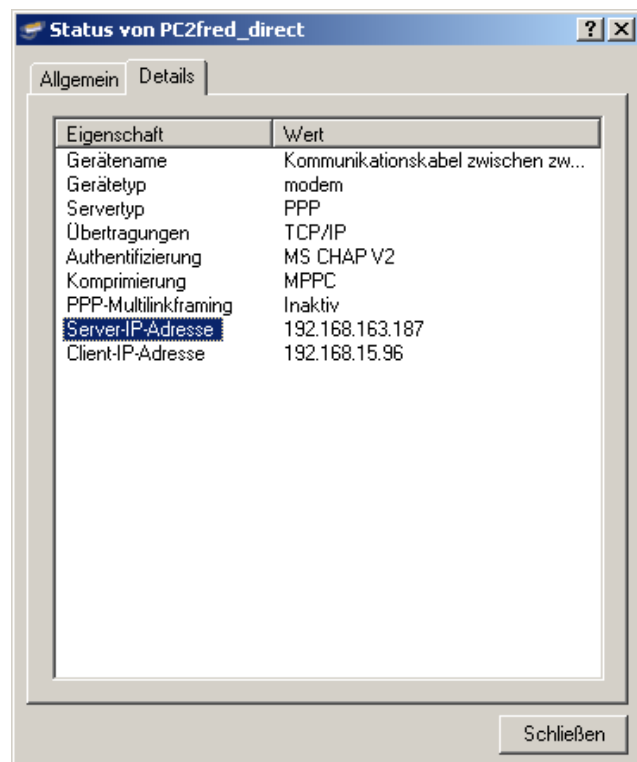 Status von PC2fred_direct
Allgemein Details
Eigenschaft Wert
Gerätename Kommunikationskabel zwischen zw...
Gerätetyp modem
Servertyp PPP
Übertragungen TCP/IP
Authentifizierung MS CHAP V2
Komprimierung MPPC
PPP-Multilinkframing Inaktiv
Server-IP-Adresse 192.168.163.187
Client-IP-Adresse 192.168.15.96
Schließen